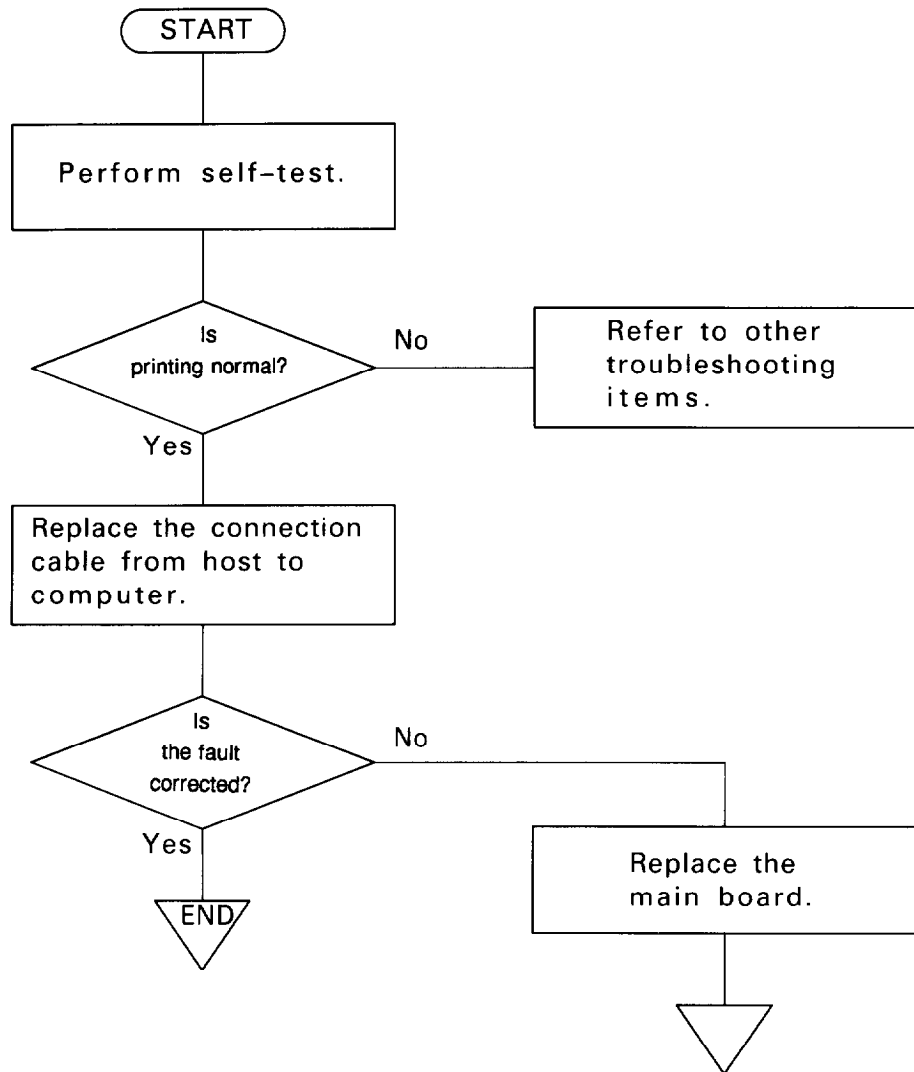 START
Perform self-test.
Is
printing normal?
No
Refer to other
troubleshooting
items.
Yes
Replace the connection
cable from host to
computer.
Is
the fault
corrected?
No
Yes
Replace the
main board.
END